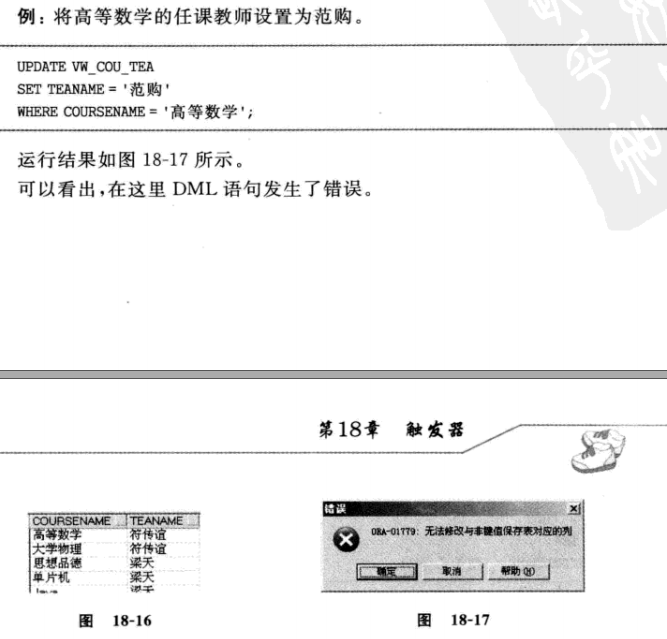 例：将高等数学的任课教师设置为范购。
UPDATE VW_COU_TEA
SET TEANAME = '范购'
WHERE COURSENAME = '高等数学';
运行结果如图 18-17 所示。
可以看出,在这里 DML 语句发生了错误。
第18章 触发器
COURSENAME TEANAME
高等数学 符传谊
大学物理 符传谊
思想品德 梁天
单片机 梁天
Java 梁天
错误
ORA-01779: 无法修改与非键值保存表对应的列
确定 取消 帮助(H)
图 18-16
图 18-17